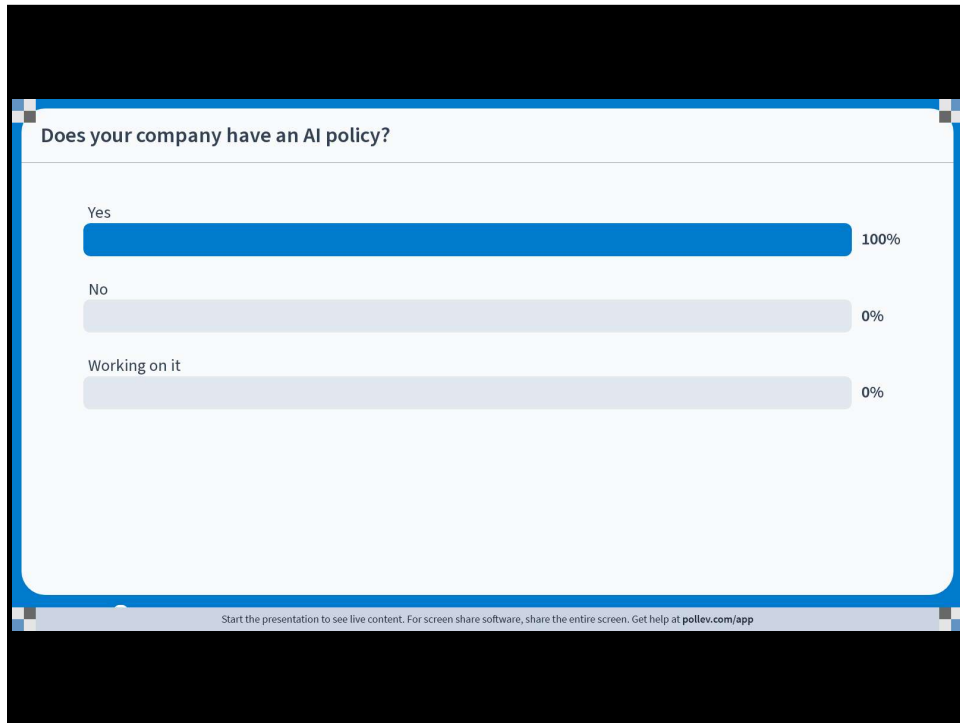 Does your company have an AI policy?
Yes
100%
No
0%
Working on it
0%
Start the presentation to see live content. For screen share software, share the entire screen. Get help at pollev.com/app